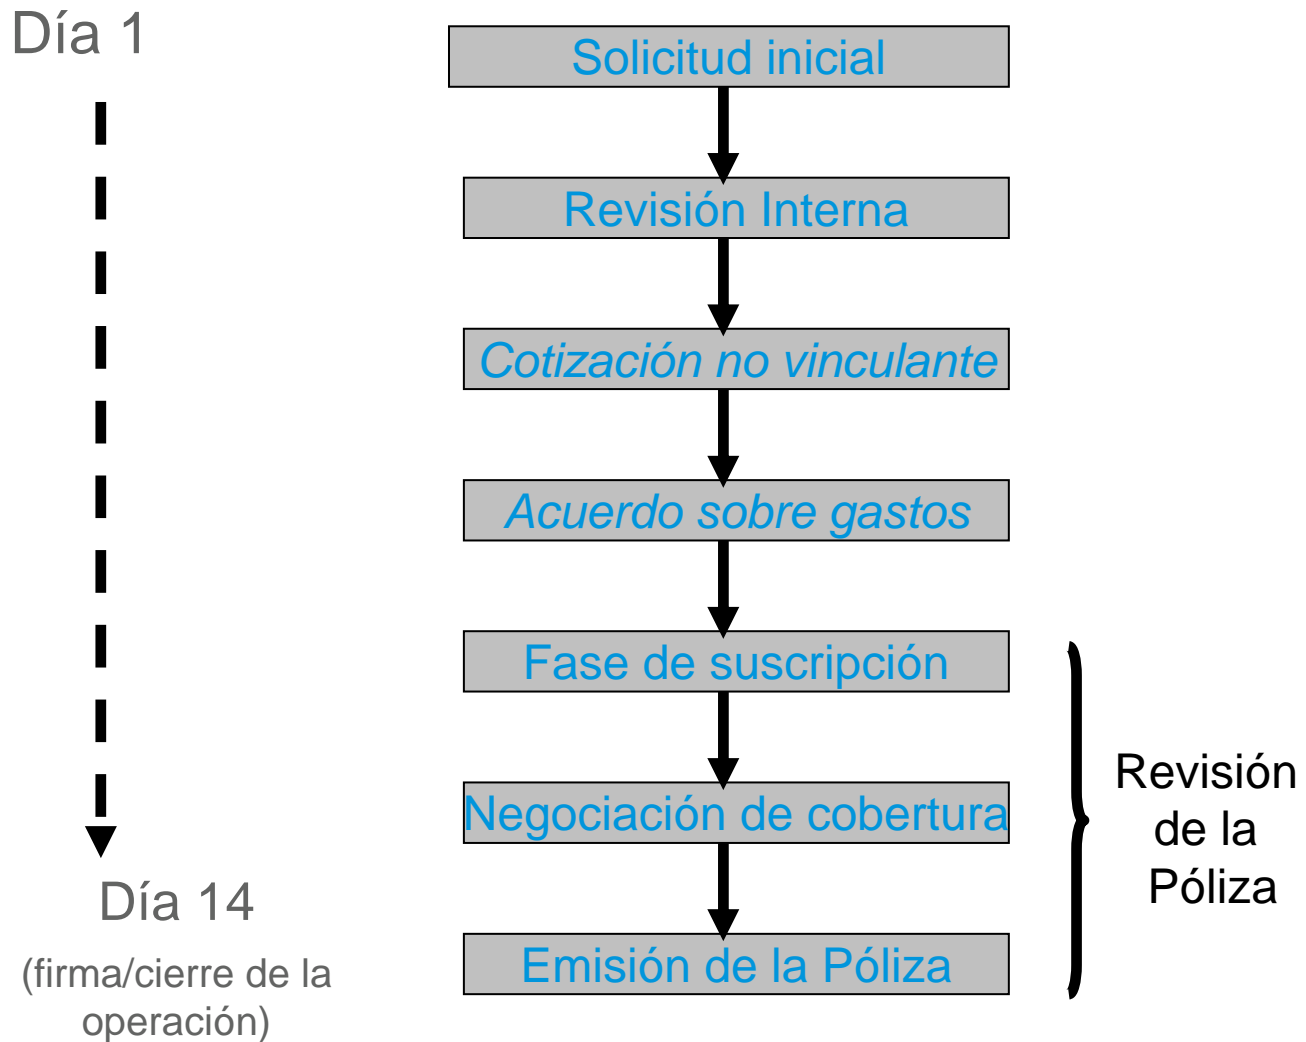 Día 1
Solicitud inicial
Revisión Interna
Cotización no vinculante
Acuerdo sobre gastos
Fase de suscripción
Negociación de cobertura
Emisión de la Póliza
Revisión
de la
Póliza
Día 14
(firma/cierre de la
operación)